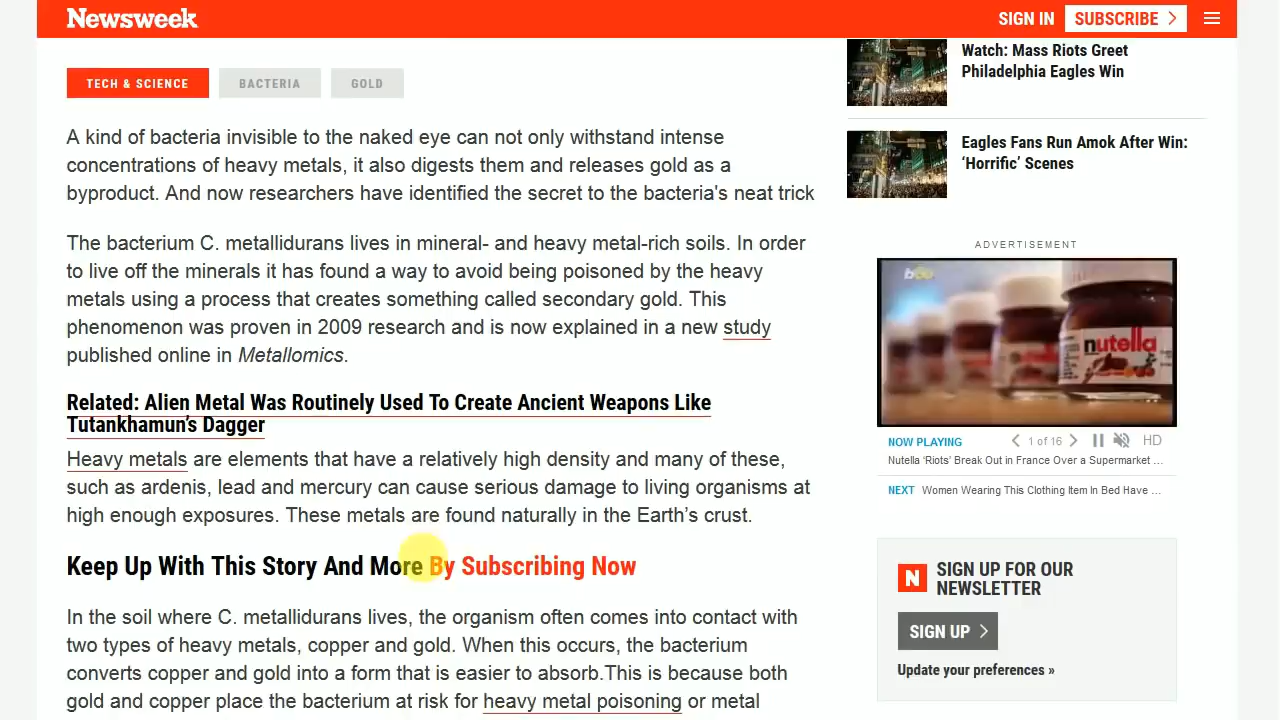 Newsweek
SIGN IN
SUBSCRIBE
TECH & SCIENCE
BACTERIA
GOLD
A kind of bacteria invisible to the naked eye can not only withstand intense
concentrations of heavy metals, it also digests them and releases gold as a
byproduct. And now researchers have identified the secret to the bacteria's neat trick
The bacterium C. metallidurans lives in mineral- and heavy metal-rich soils. In order
to live off the minerals it has found a way to avoid being poisoned by the heavy
metals using a process that creates something called secondary gold. This
phenomenon was proven in 2009 research and is now explained in a new study
published online in Metallomics.
Related: Alien Metal Was Routinely Used To Create Ancient Weapons Like
Tutankhamun's Dagger
Heavy metals are elements that have a relatively high density and many of these,
such as ardenis, lead and mercury can cause serious damage to living organisms at
high enough exposures. These metals are found naturally in the Earth's crust.
Keep Up With This Story And More By Subscribing Now
In the soil where C. metallidurans lives, the organism often comes into contact with
two types of heavy metals, copper and gold. When this occurs, the bacterium
converts copper and gold into a form that is easier to absorb.This is because both
gold and copper place the bacterium at risk for heavy metal poisoning or metal
Watch: Mass Riots Greet
Philadelphia Eagles Win
Eagles Fans Run Amok After Win:
‘Horrific’ Scenes
ADVERTISEMENT
nutella
NOW PLAYING
1 of 16
HD
Nutella 'Riots' Break Out in France Over a Supermarket ...
NEXT Women Wearing This Clothing Item In Bed Have ...
N
SIGN UP FOR OUR
NEWSLETTER
SIGN UP
Update your preferences »